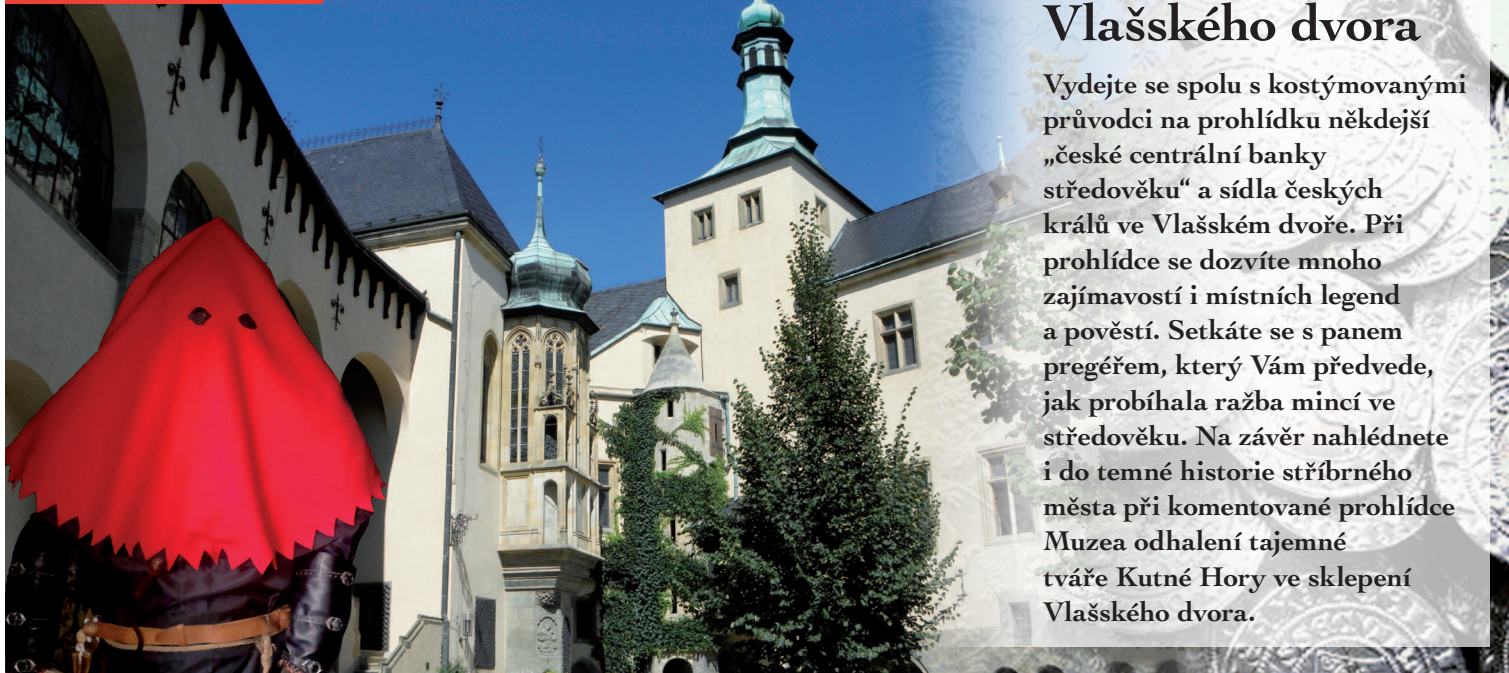 Vlašského dvora
Vydejte se spolu s kostýmovanými
průvodci na prohlídku někdejší
„české centrální banky
středověku“ a sídla českých
králů ve Vlašském dvoře. Při
prohlídce se dozvíte mnoho
zajímavostí i místních legend
a pověstí. Setkáte se s panem
pregéřem, který Vám předvede,
jak probíhala ražba mincí ve
středověku. Na závěr nahlédnete
i do temné historie stříbrného
města při komentované prohlídce
Muzea odhalení tajemné
tváře Kutné Hory ve sklepení
Vlašského dvora.